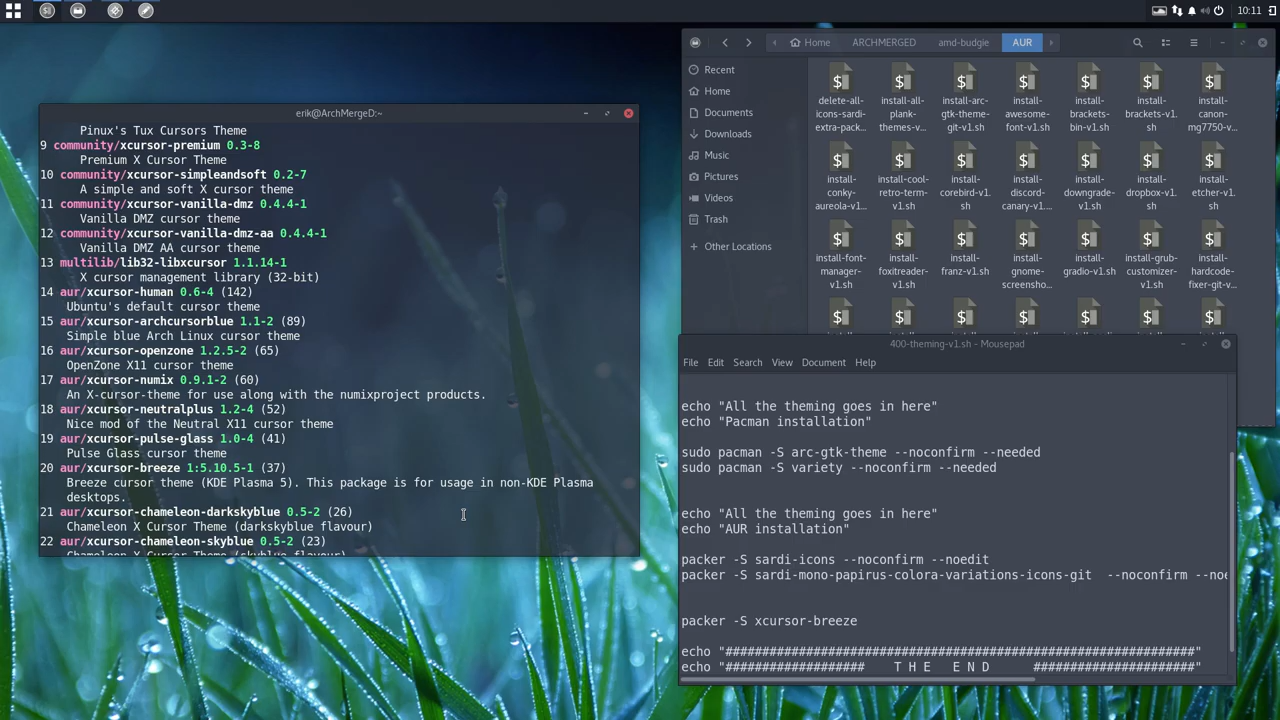 10:11
erik@ArchMergeD:~
Pinux's Tux Cursors Theme
9 community/xcursor-premium 0.3-8
Premium X Cursor Theme
10 community/xcursor-simpleandsoft 0.2-7
A simple and soft X cursor theme
11 community/xcursor-vanilla-dmz 0.4.4-1
Vanilla DMZ cursor theme
12 community/xcursor-vanilla-dmz-aa 0.4.4-1
Vanilla DMZ AA cursor theme
13 multilib/lib32-libxcursor 1.1.14-1
X cursor management library (32-bit)
14 aur/xcursor-human 0.6-4 (142)
Ubuntu's default cursor theme
15 aur/xcursor-archcursorblue 1.1-2 (89)
Simple blue Arch Linux cursor theme
16 aur/xcursor-openzone 1.2.5-2 (65)
OpenZone X11 cursor theme
17 aur/xcursor-numix 0.9.1-2 (60)
An X-cursor-theme for use along with the numixproject products.
18 aur/xcursor-neutralplus 1.2-4 (52)
Nice mod of the Neutral X11 cursor theme
19 aur/xcursor-pulse-glass 1.0-4 (41)
Pulse Glass cursor theme
20 aur/xcursor-breeze 1:5.10.5-1 (37)
Breeze cursor theme (KDE Plasma 5). This package is for usage in non-KDE Plasma
desktops.
21 aur/xcursor-chameleon-darkskyblue 0.5-2 (26)
Chameleon X Cursor Theme (darkskyblue flavour)
22 aur/xcursor-chameleon-skyblue 0.5-2 (23)
Chameleon X Cursor Theme (skyblue flavour)
Home ARCHMERGED amd-budgie AUR
Recent
Home
Documents
Downloads
Music
Pictures
Videos
Trash
Other Locations
delete-all-
icons-sardi-
extra-pack...
install-all-
plank-
themes-v...
install-arc-
gtk-theme-
git-v1.sh
install-
awesome-
font-v1.sh
install-
brackets-
bin-v1.sh
install-
brackets-v1.
sh
install-
canon-
mg7750-v...
install-
conky-
aureola-v1...
install-cool-
retro-term-
v1.sh
install-
corebird-v1.
sh
install-
discord-
canary-v1....
install-
downgrade-
v1.sh
install-
dropbox-v1.
sh
install-
etcher-v1.
sh
install-font-
manager-
v1.sh
install-
foxitreader-
v1.sh
install-
franz-v1.sh
install-
gnome-
screensho...
install-
gradio-v1.sh
install-grub-
customizer-
v1.sh
install-
hardcode-
fixer-git-v...
400-theming-v1.sh – Mousepad
File Edit Search View Document Help
echo "All the theming goes in here"
echo "Pacman installation"
sudo pacman -S arc-gtk-theme --noconfirm --needed
sudo pacman -S variety --noconfirm --needed
echo "All the theming goes in here"
echo "AUR installation"
packer -S sardi-icons --noconfirm --noedit
packer -S sardi-mono-papirus-colora-variations-icons-git  --noconfirm --noe
packer -S xcursor-breeze
echo "################################################################"
echo "###################    T H E   E N D      ######################"